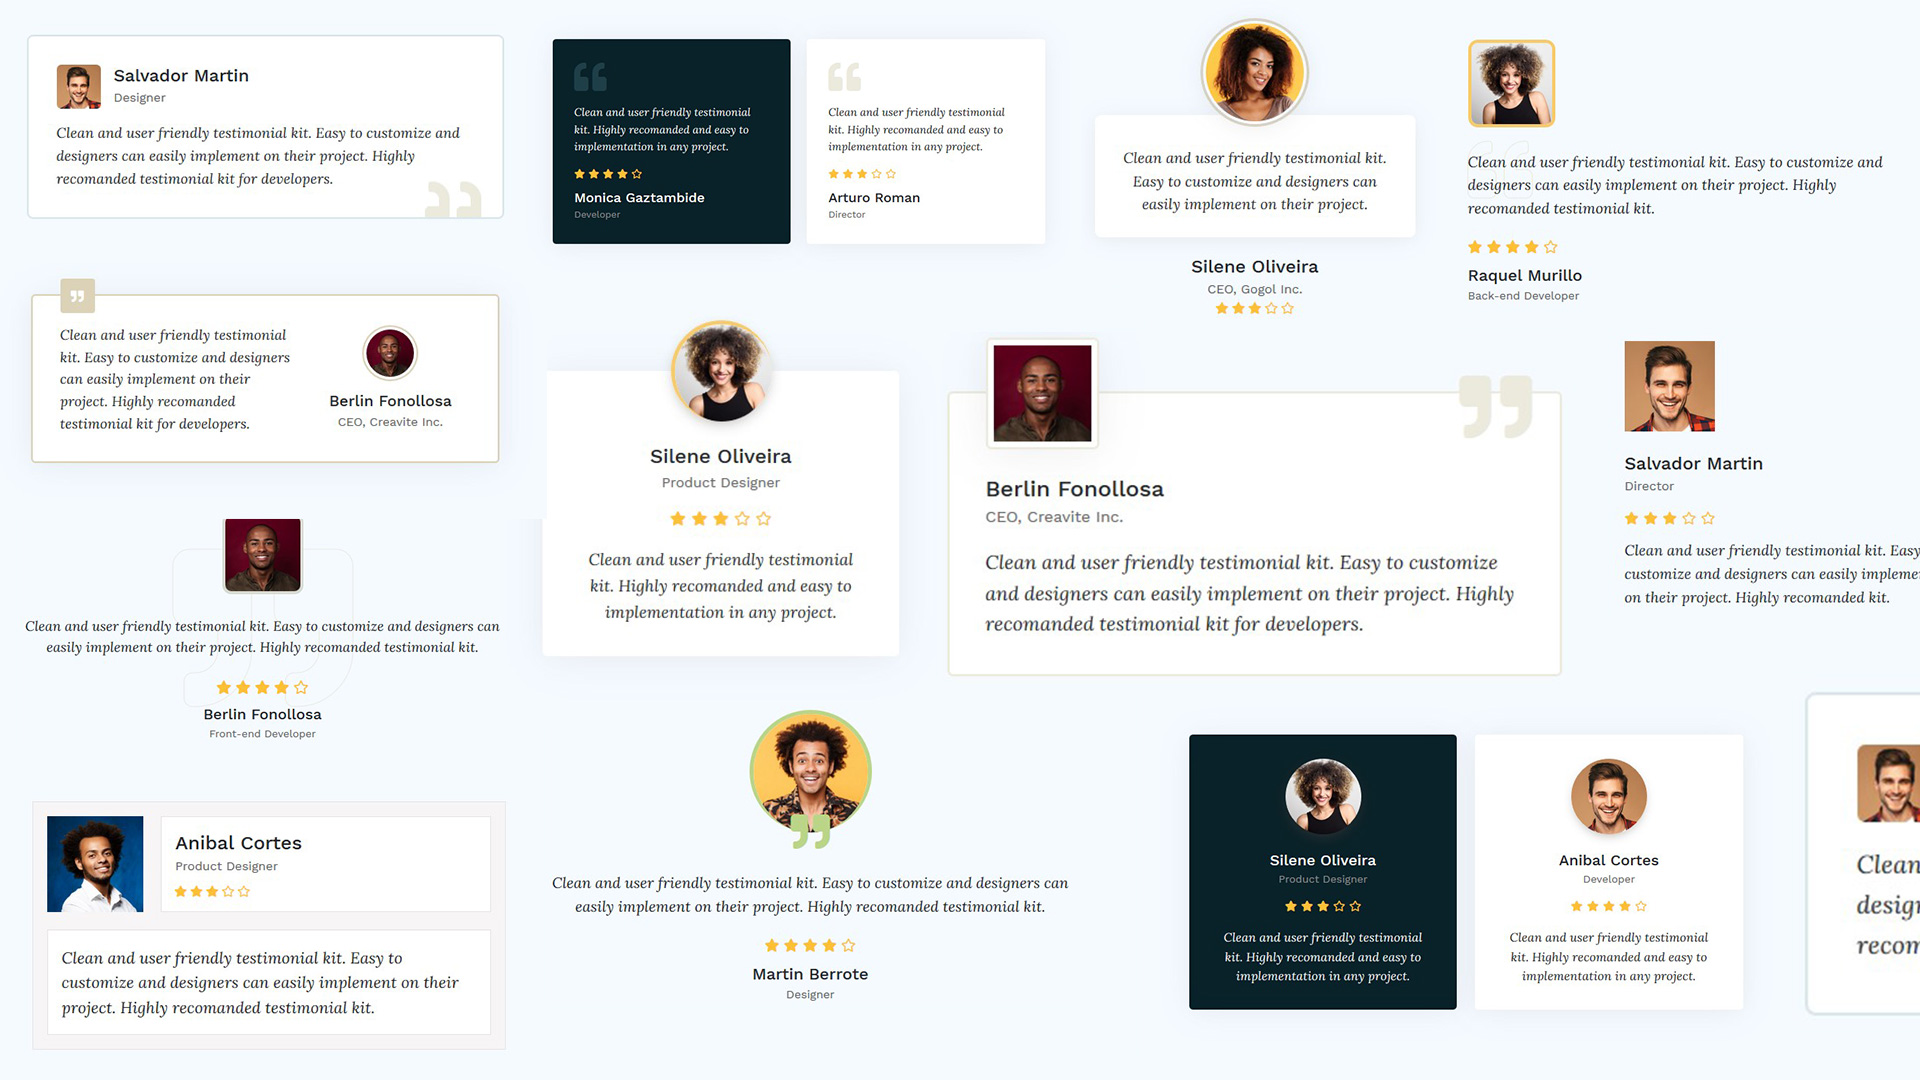 Salvador Martin
Designer
Clean and user friendly testimonial kit. Easy to customize and
designers can easily implement on their project. Highly
recomanded testimonial kit for developers.
Clean and user friendly testimonial
kit. Highly recomanded and easy to
implementation in any project.
Monica Gaztambide
Developer
Clean and user friendly testimonial
kit. Highly recomanded and easy to
implementation in any project.
Arturo Roman
Director
Clean and user friendly testimonial kit.
Easy to customize and designers can
easily implement on their project.
Silene Oliveira
CEO, Gogol Inc.
Clean and user friendly testimonial kit. Easy to customize and
designers can easily implement on their project. Highly
recomanded testimonial kit.
Raquel Murillo
Back-end Developer
Clean and user friendly testimonial
kit. Easy to customize and designers
can easily implement on their
project. Highly recomanded
testimonial kit for developers.
Berlin Fonollosa
CEO, Creavite Inc.
Silene Oliveira
Product Designer
Clean and user friendly testimonial
kit. Highly recomanded and easy to
implementation in any project.
Berlin Fonollosa
CEO, Creavite Inc.
Clean and user friendly testimonial kit. Easy to customize
and designers can easily implement on their project. Highly
recomanded testimonial kit for developers.
Salvador Martin
Director
Clean and user friendly testimonial kit. Easy
customize and designers can easily impleme
on their project. Highly recomanded kit.
Clean and user friendly testimonial kit. Easy to customize and designers can
easily implement on their project. Highly recomanded testimonial kit.
Berlin Fonollosa
Front-end Developer
Clean and user friendly testimonial kit. Easy to customize and designers can
easily implement on their project. Highly recomanded testimonial kit.
Martin Berrote
Designer
Silene Oliveira
Product Designer
Clean and user friendly testimonial
kit. Highly recomanded and easy to
implementation in any project.
Anibal Cortes
Developer
Clean and user friendly testimonial
kit. Highly recomanded and easy to
implementation in any project.
Clean
design
recom
Anibal Cortes
Product Designer
Clean and user friendly testimonial kit. Easy to
customize and designers can easily implement on their
project. Highly recomanded testimonial kit.